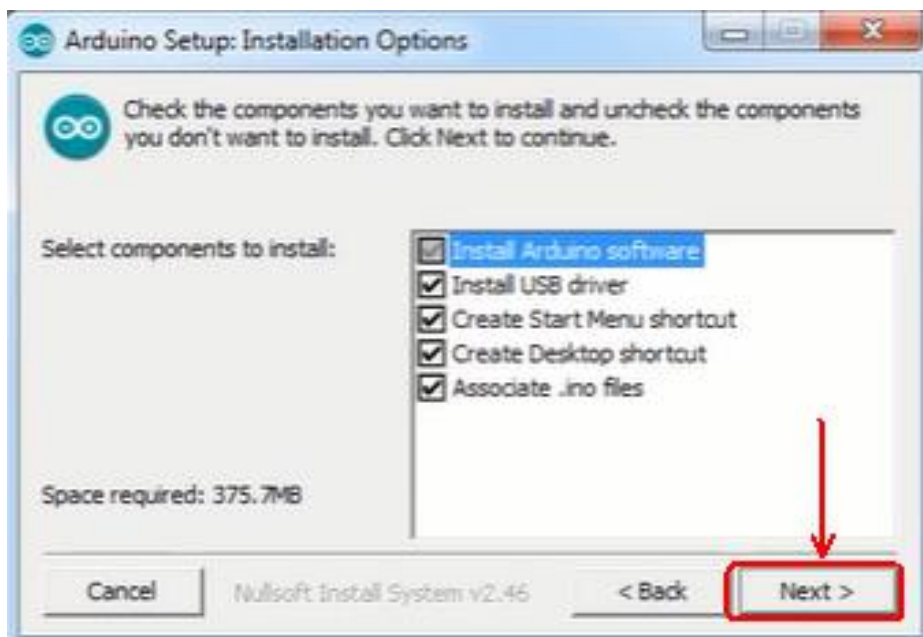 Arduino Setup: Installation Options
Check the components you want to install and uncheck the components
you don't want to install. Click Next to continue.
Select components to install:
Install Arduino software
Install USB driver
Create Start Menu shortcut
Create Desktop shortcut
Associate .ino files
Space required: 375.7MB
Cancel
Nullsoft Install System v2.46
< Back
Next >